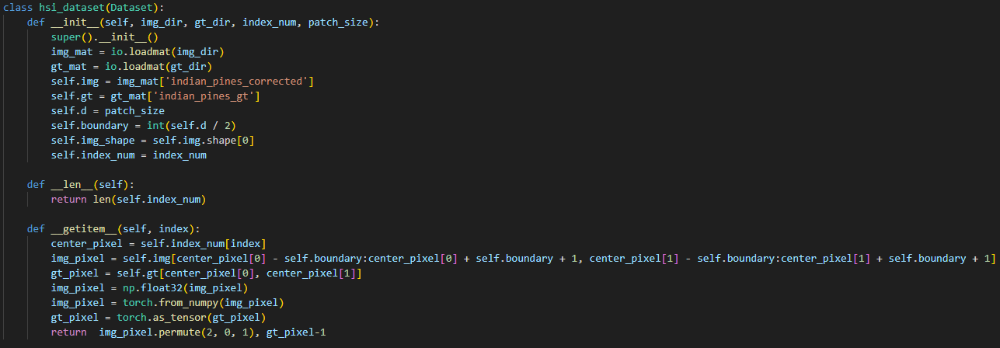 class hsi_dataset(Dataset):
    def __init__(self, img_dir, gt_dir, index_num, patch_size):
        super().__init__()
        img_mat = io.loadmat(img_dir)
        gt_mat = io.loadmat(gt_dir)
        self.img = img_mat['indian_pines_corrected']
        self.gt = gt_mat['indian_pines_gt']
        self.d = patch_size
        self.boundary = int(self.d / 2)
        self.img_shape = self.img.shape[0]
        self.index_num = index_num

    def __len__(self):
        return len(self.index_num)

    def __getitem__(self, index):
        center_pixel = self.index_num[index]
        img_pixel = self.img[center_pixel[0] - self.boundary:center_pixel[0] + self.boundary + 1, center_pixel[1] - self.boundary:center_pixel[1] + self.boundary + 1]
        gt_pixel = self.gt[center_pixel[0], center_pixel[1]]
        img_pixel = np.float32(img_pixel)
        img_pixel = torch.from_numpy(img_pixel)
        gt_pixel = torch.as_tensor(gt_pixel)
        return  img_pixel.permute(2, 0, 1), gt_pixel-1